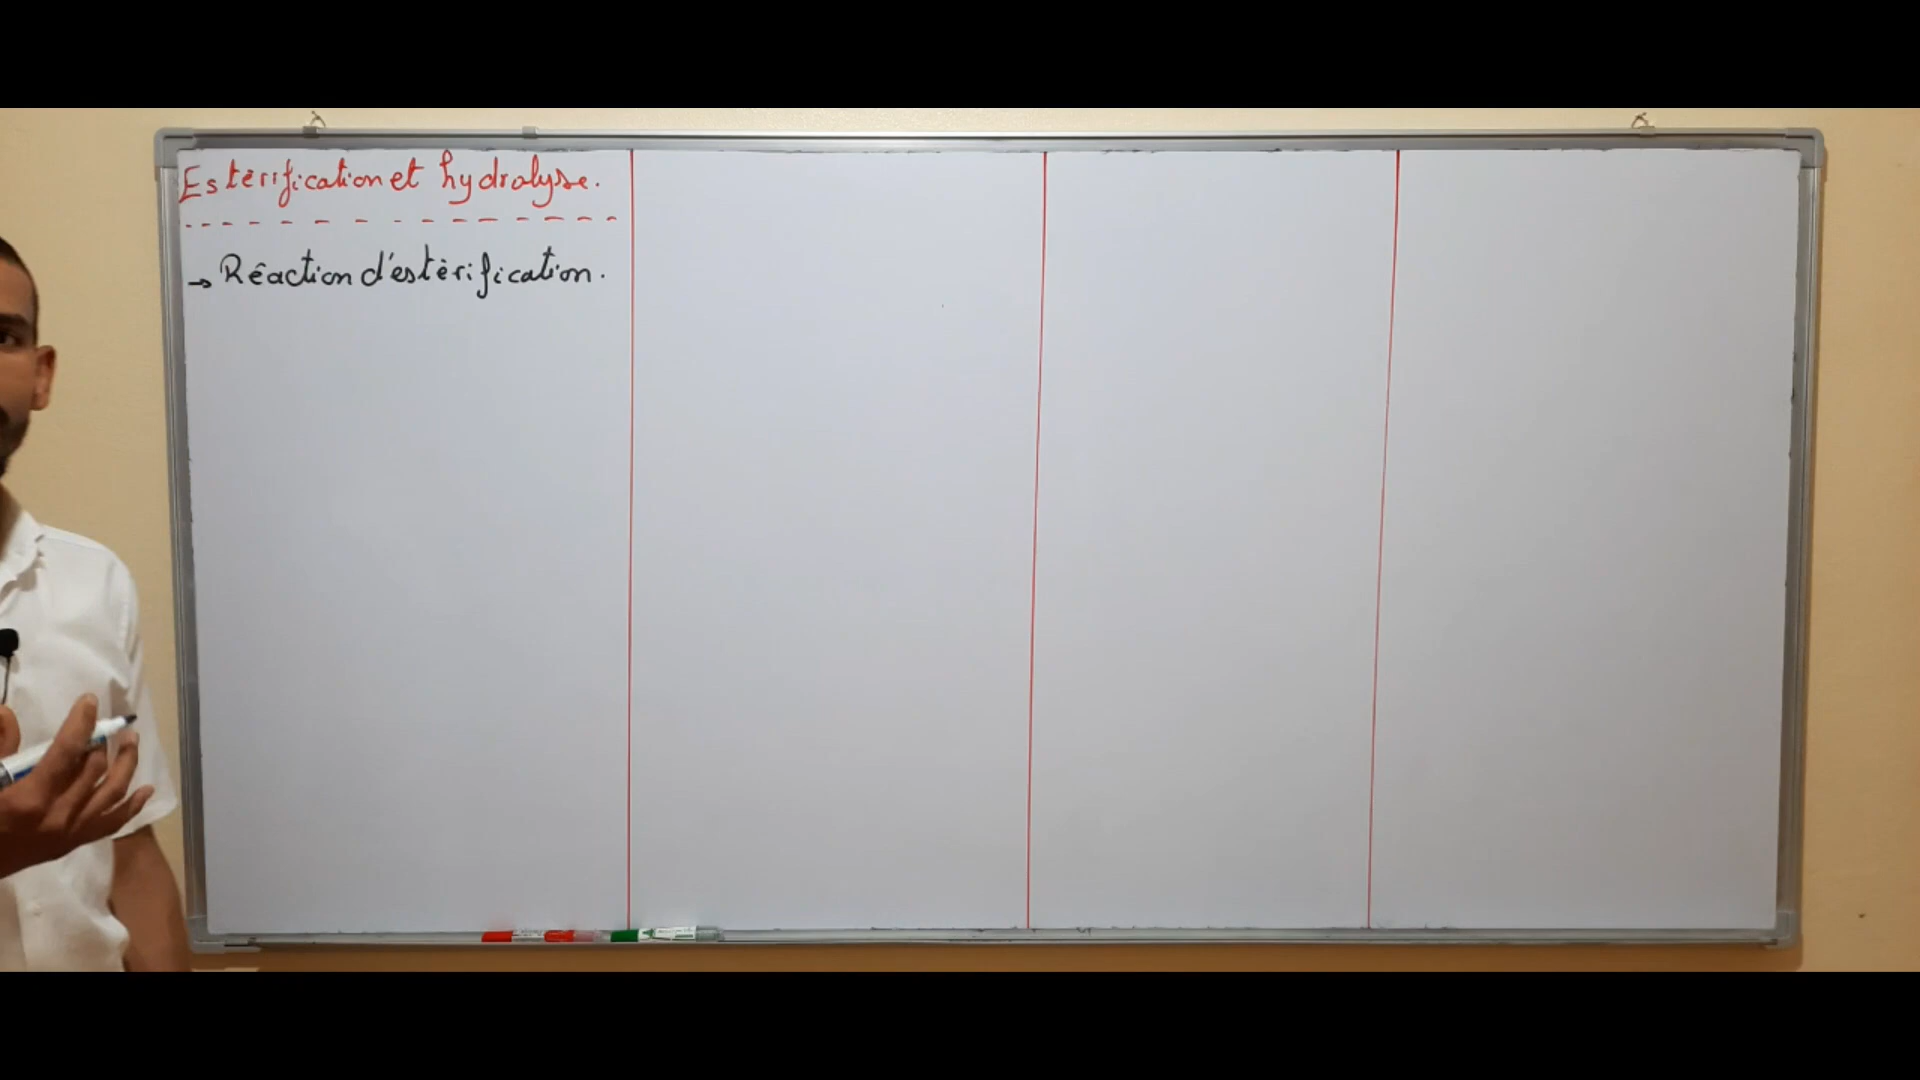 Estérification et hydrolyse.
→ Réaction d'estérification.